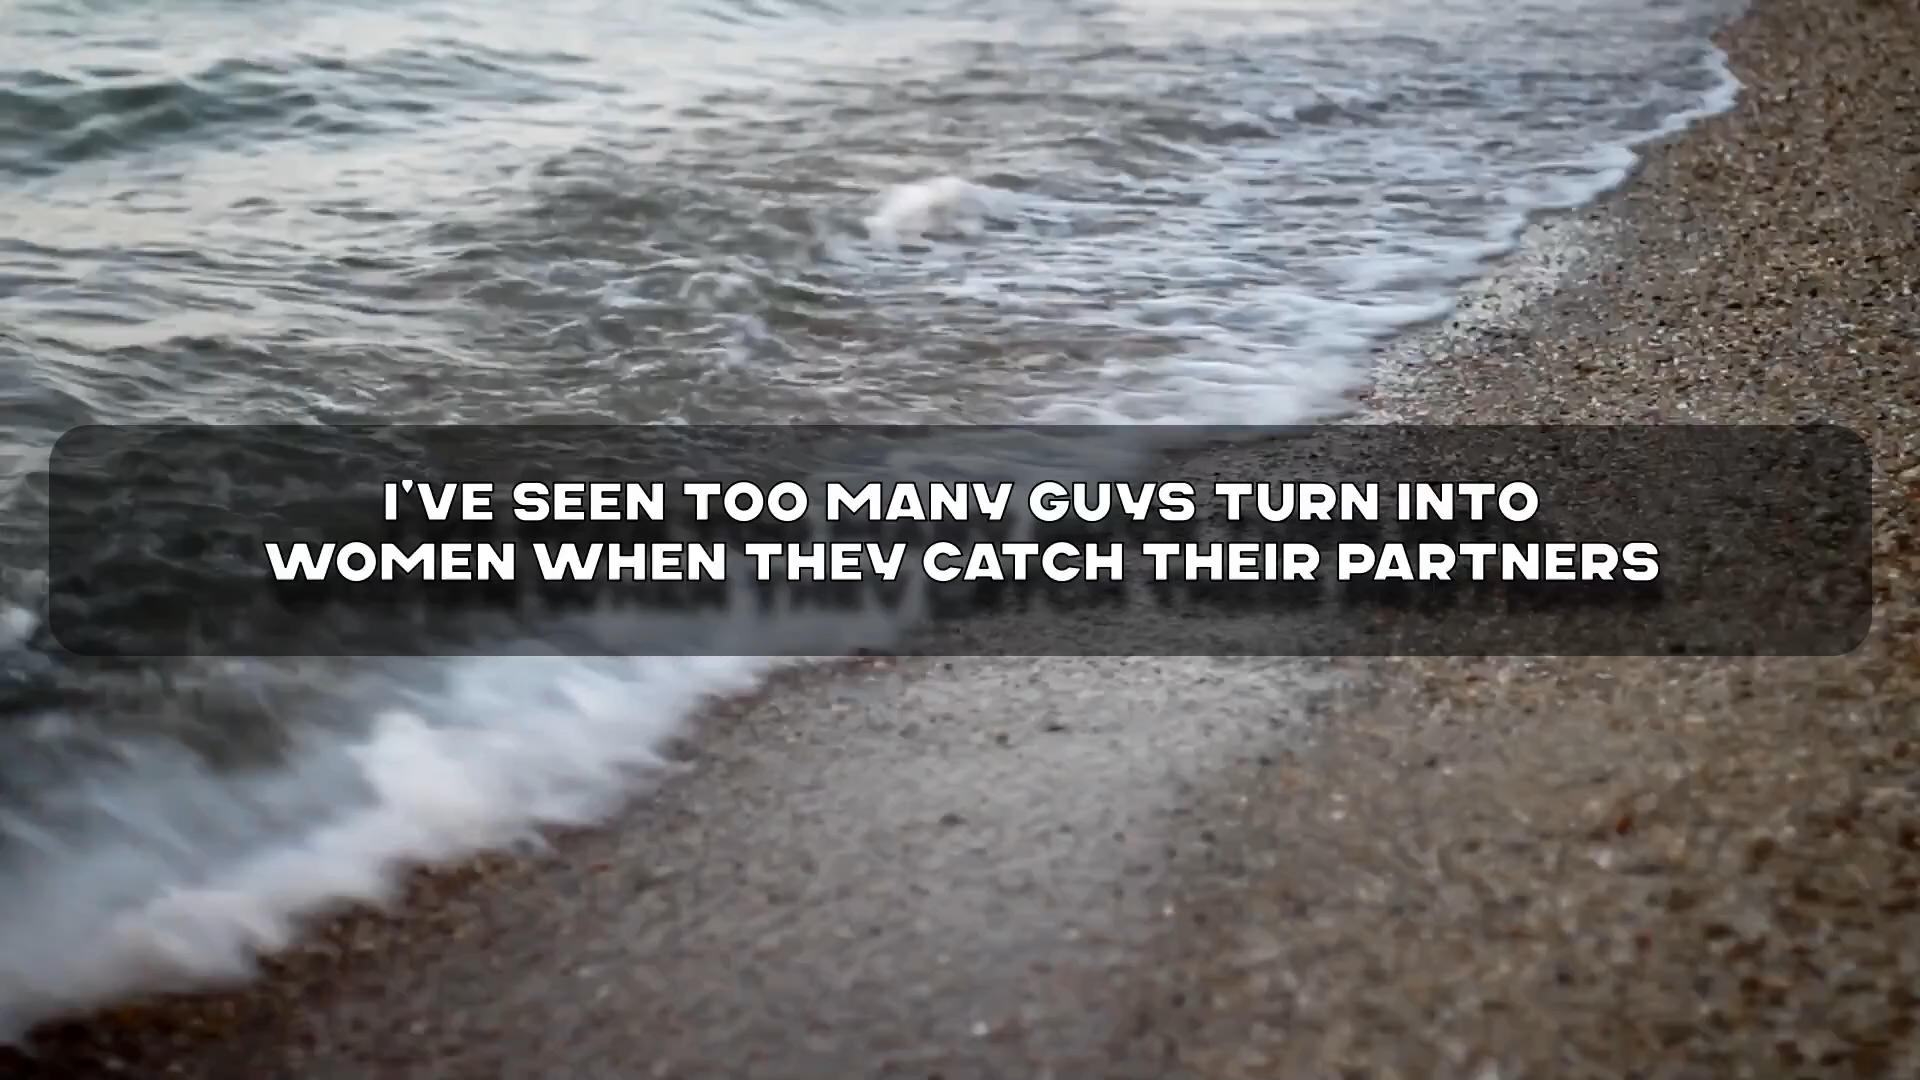 I'VE SEEN TOO MANY GUYS TURN INTO
WOMEN WHEN THEY CATCH THEIR PARTNERS